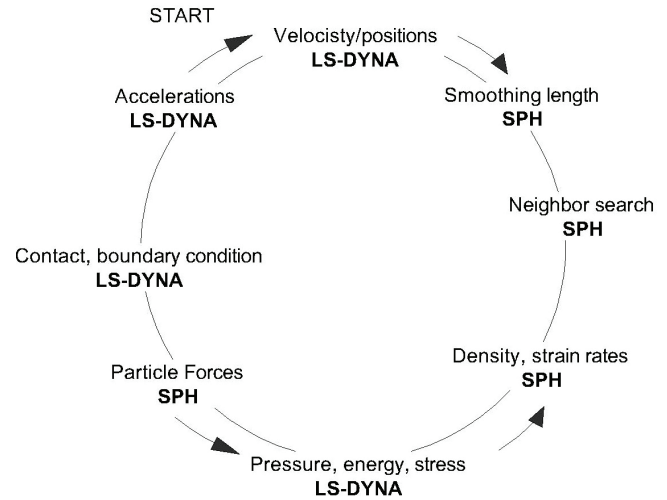 START
Velocisty/positions
LS-DYNA
Smoothing length
SPH
Neighbor search
SPH
Density, strain rates
SPH
Pressure, energy, stress
LS-DYNA
Particle Forces
SPH
Contact, boundary condition
LS-DYNA
Accelerations
LS-DYNA